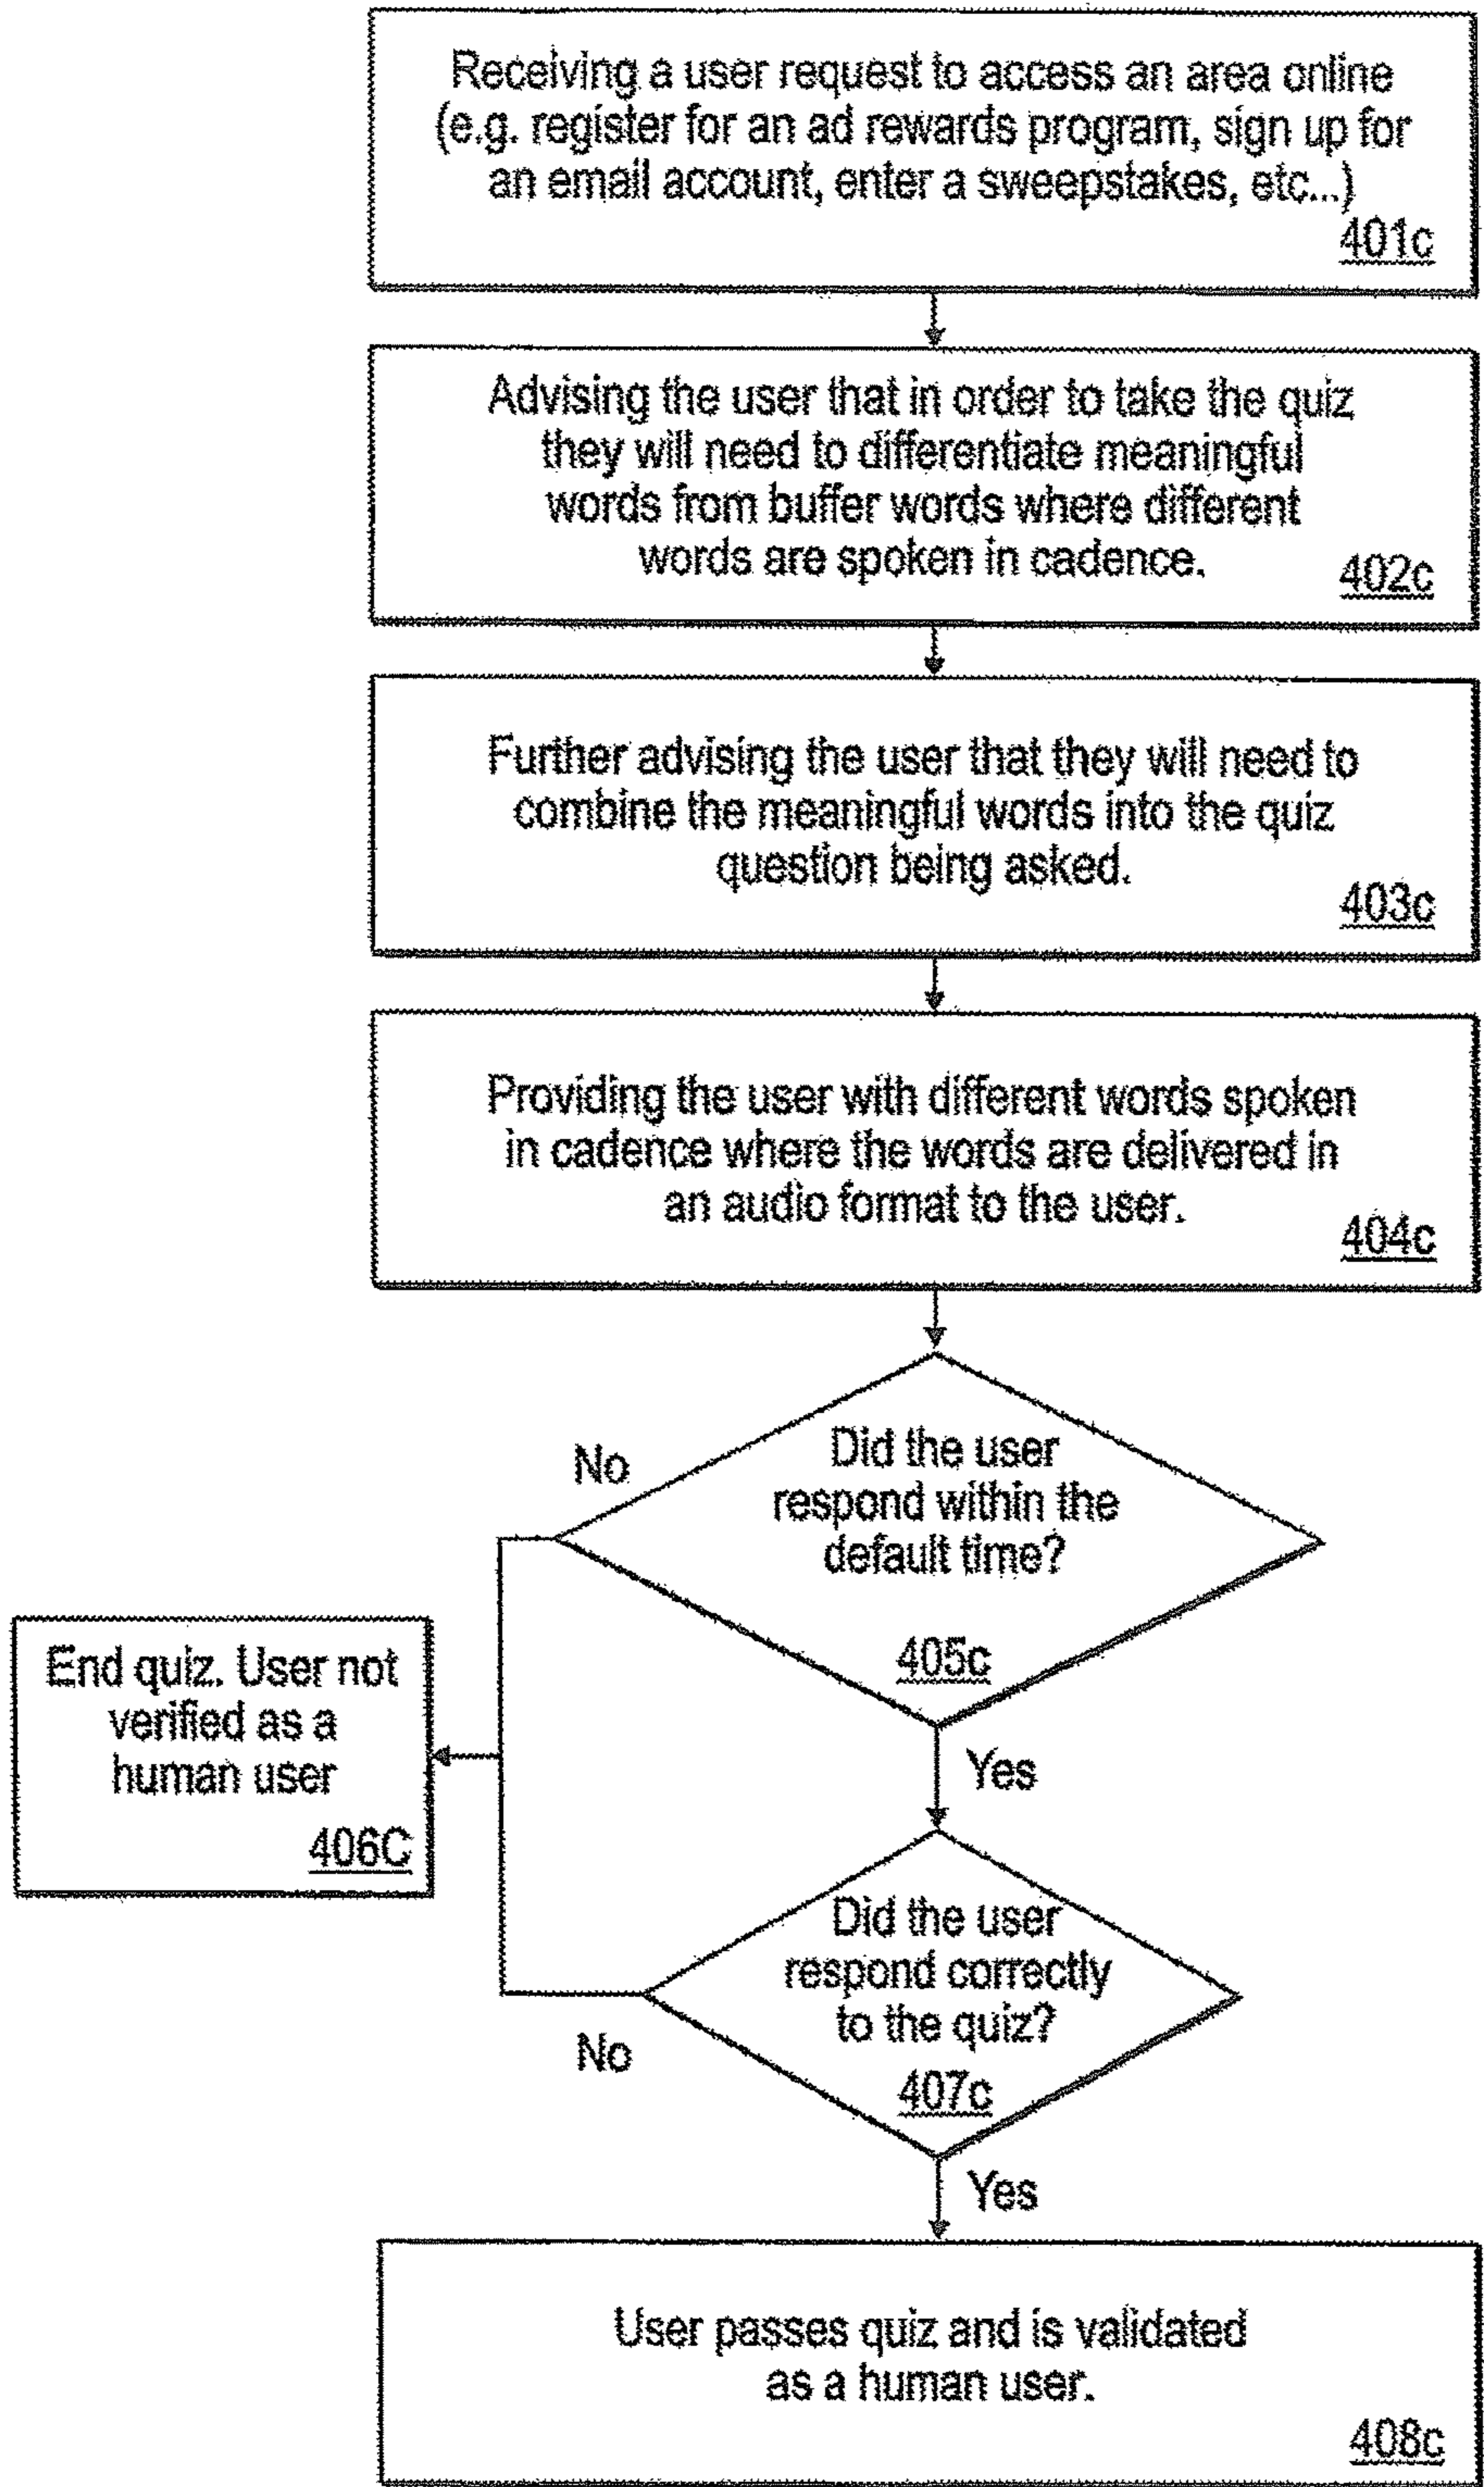 Receiving a user request to access an area online
(e.g. register for an ad rewards program, sign up for
an email account, enter a sweepstakes, etc...)
401c
Advising the user that in order to take the quiz
they will need to differentiate meaningful
words from buffer words where different
words are spoken in cadence.
402c
Further advising the user that they will need to
combine the meaningful words into the quiz
question being asked.
403c
Providing the user with different words spoken
in cadence where the words are delivered in
an audio format to the user.
404c
No
Did the user
respond within the
default time?
405c
End quiz. User not
verified as a
human user
406C
Yes
Did the user
respond correctly
to the quiz?
407c
No
Yes
User passes quiz and is validated
as a human user.
408c